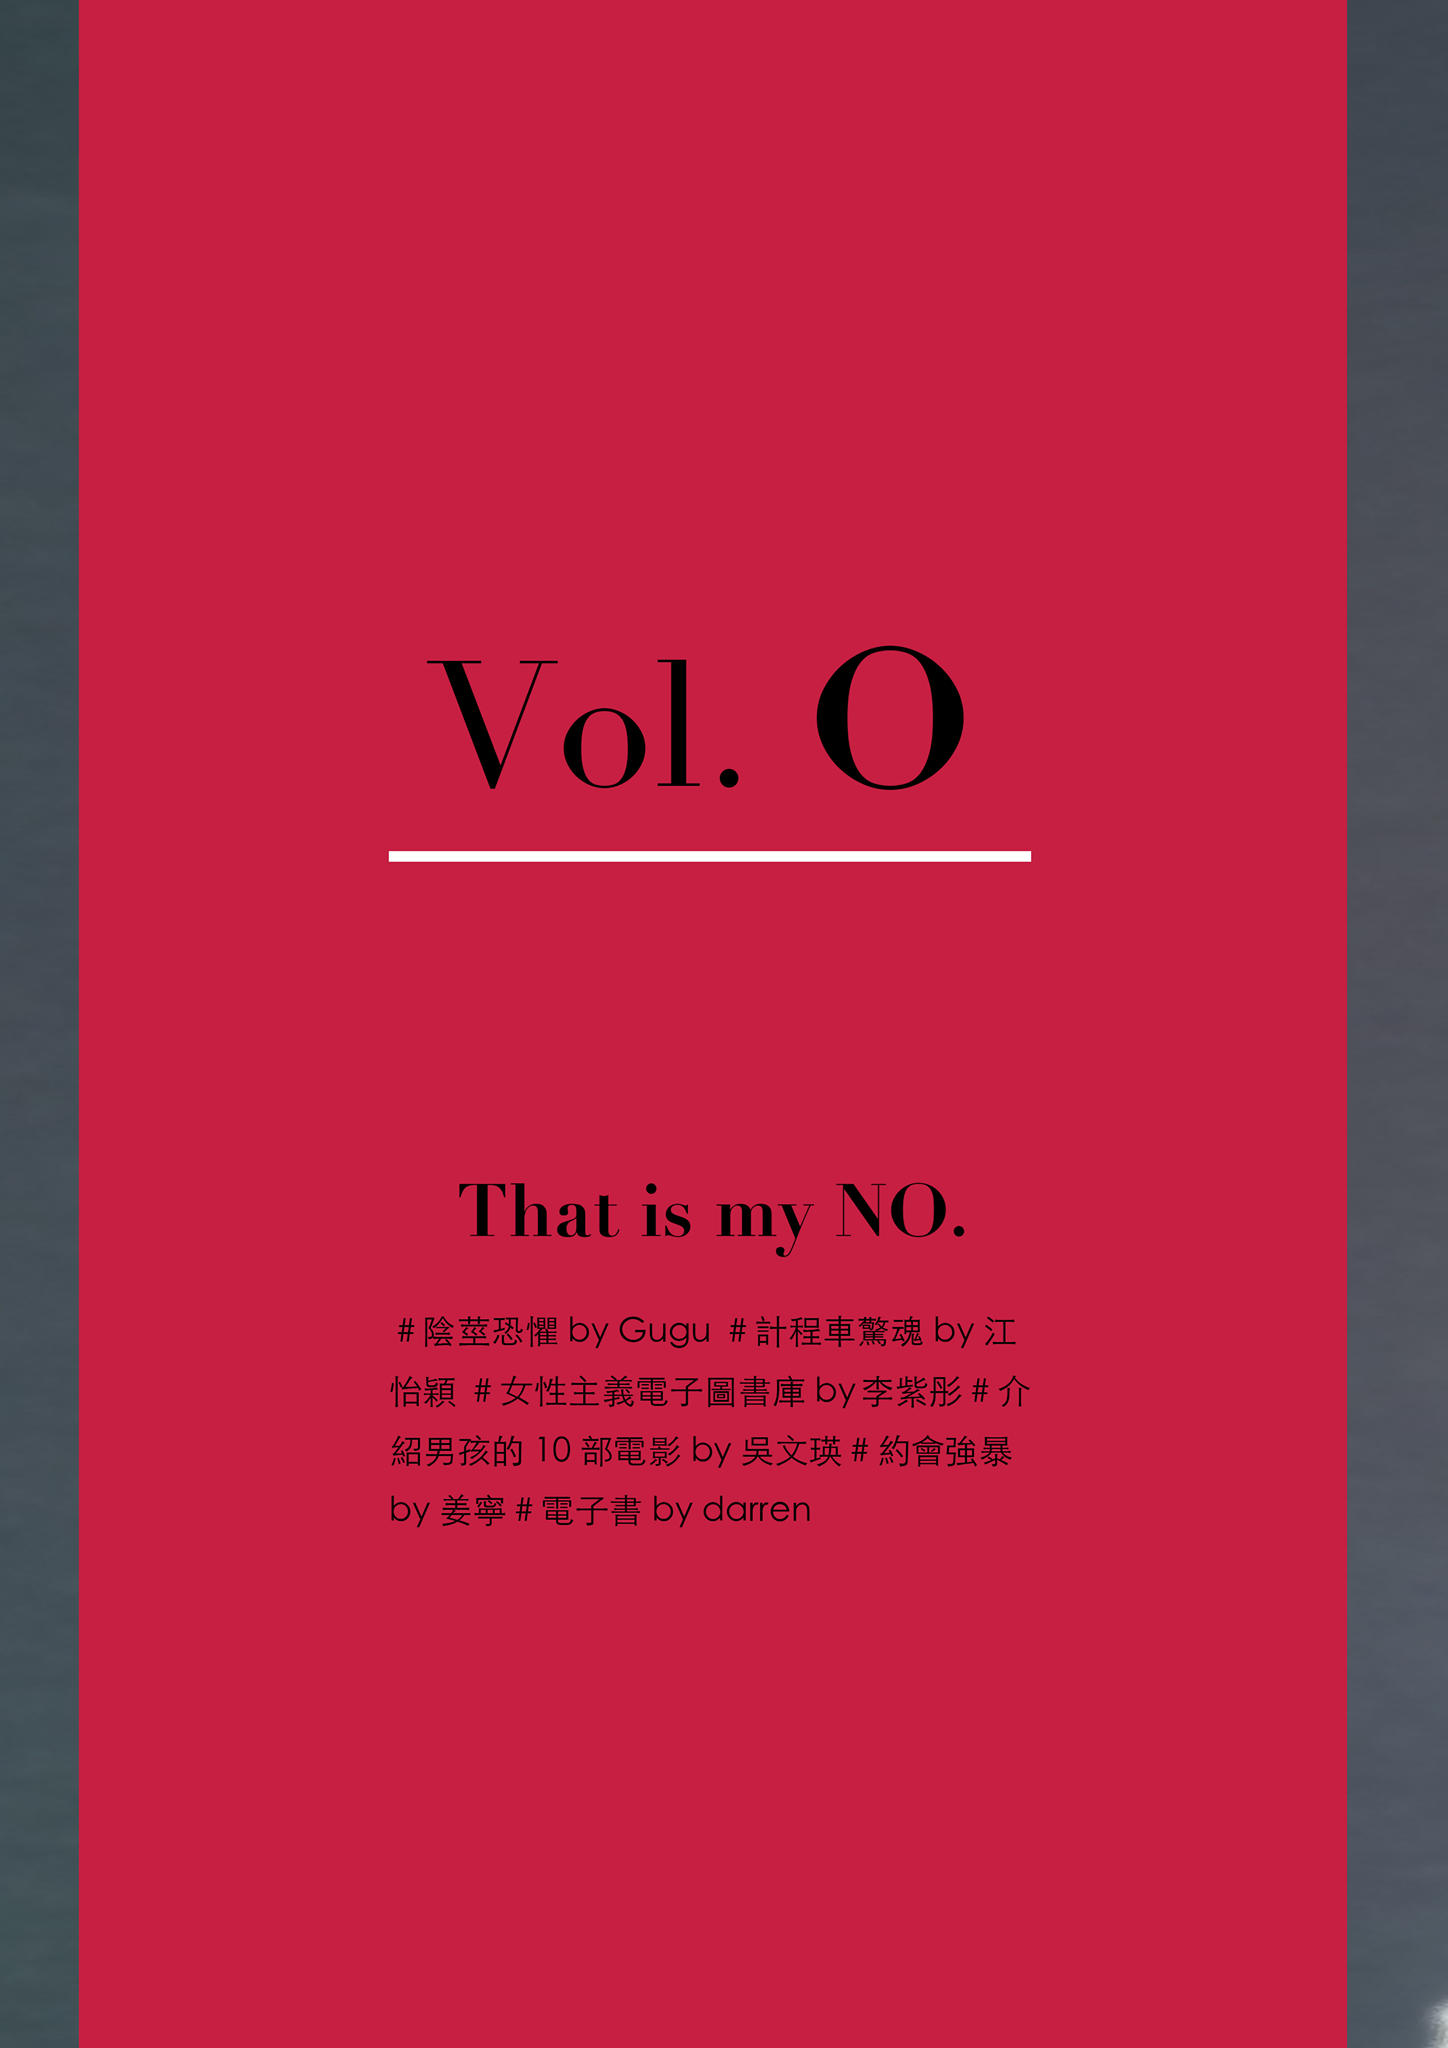 Vol. O
That is my NO.
# 陰莖恐懼 by Gugu # 計程車驚魂 by 江
怡穎 # 女性主義電子圖書庫 by 李紫彤 # 介
紹男孩的 10 部電影 by 吳文瑛 # 約會強暴
by 姜寧 # 電子書 by darren